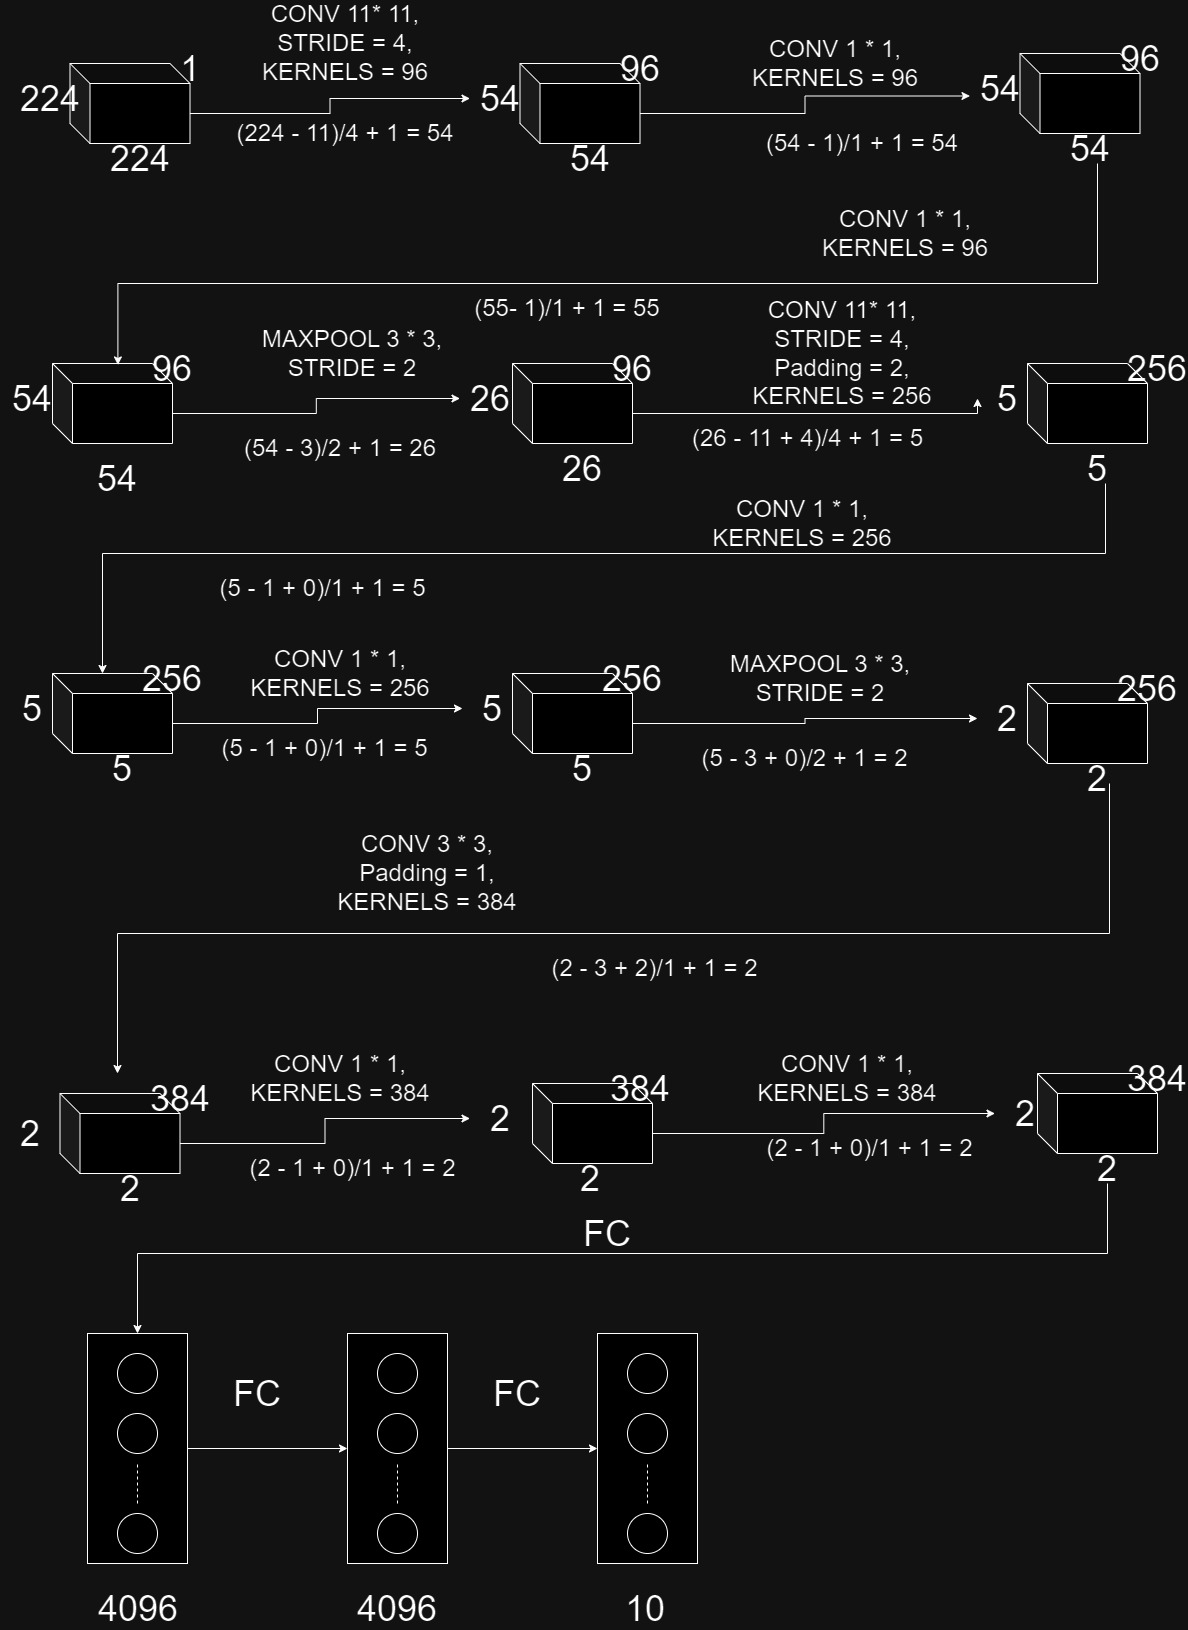 CONV 11* 11,
STRIDE = 4,
KERNELS = 96
1
224
224
(224 - 11)/4 + 1 = 54
96
54
54
CONV 1 * 1,
KERNELS = 96
(54 - 1)/1 + 1 = 54
96
54
54
CONV 1 * 1,
KERNELS = 96
(55- 1)/1 + 1 = 55
96
54
54
MAXPOOL 3 * 3,
STRIDE = 2
(54 - 3)/2 + 1 = 26
96
26
26
CONV 11* 11,
STRIDE = 4,
Padding = 2,
KERNELS = 256
(26 - 11 + 4)/4 + 1 = 5
256
5
5
CONV 1 * 1,
KERNELS = 256
(5 - 1 + 0)/1 + 1 = 5
256
5
5
CONV 1 * 1,
KERNELS = 256
(5 - 1 + 0)/1 + 1 = 5
256
5
5
MAXPOOL 3 * 3,
STRIDE = 2
(5 - 3 + 0)/2 + 1 = 2
256
2
2
CONV 3 * 3,
Padding = 1,
KERNELS = 384
(2 - 3 + 2)/1 + 1 = 2
384
2
2
CONV 1 * 1,
KERNELS = 384
(2 - 1 + 0)/1 + 1 = 2
384
2
2
CONV 1 * 1,
KERNELS = 384
(2 - 1 + 0)/1 + 1 = 2
384
2
2
FC
FC
FC
4096
4096
10